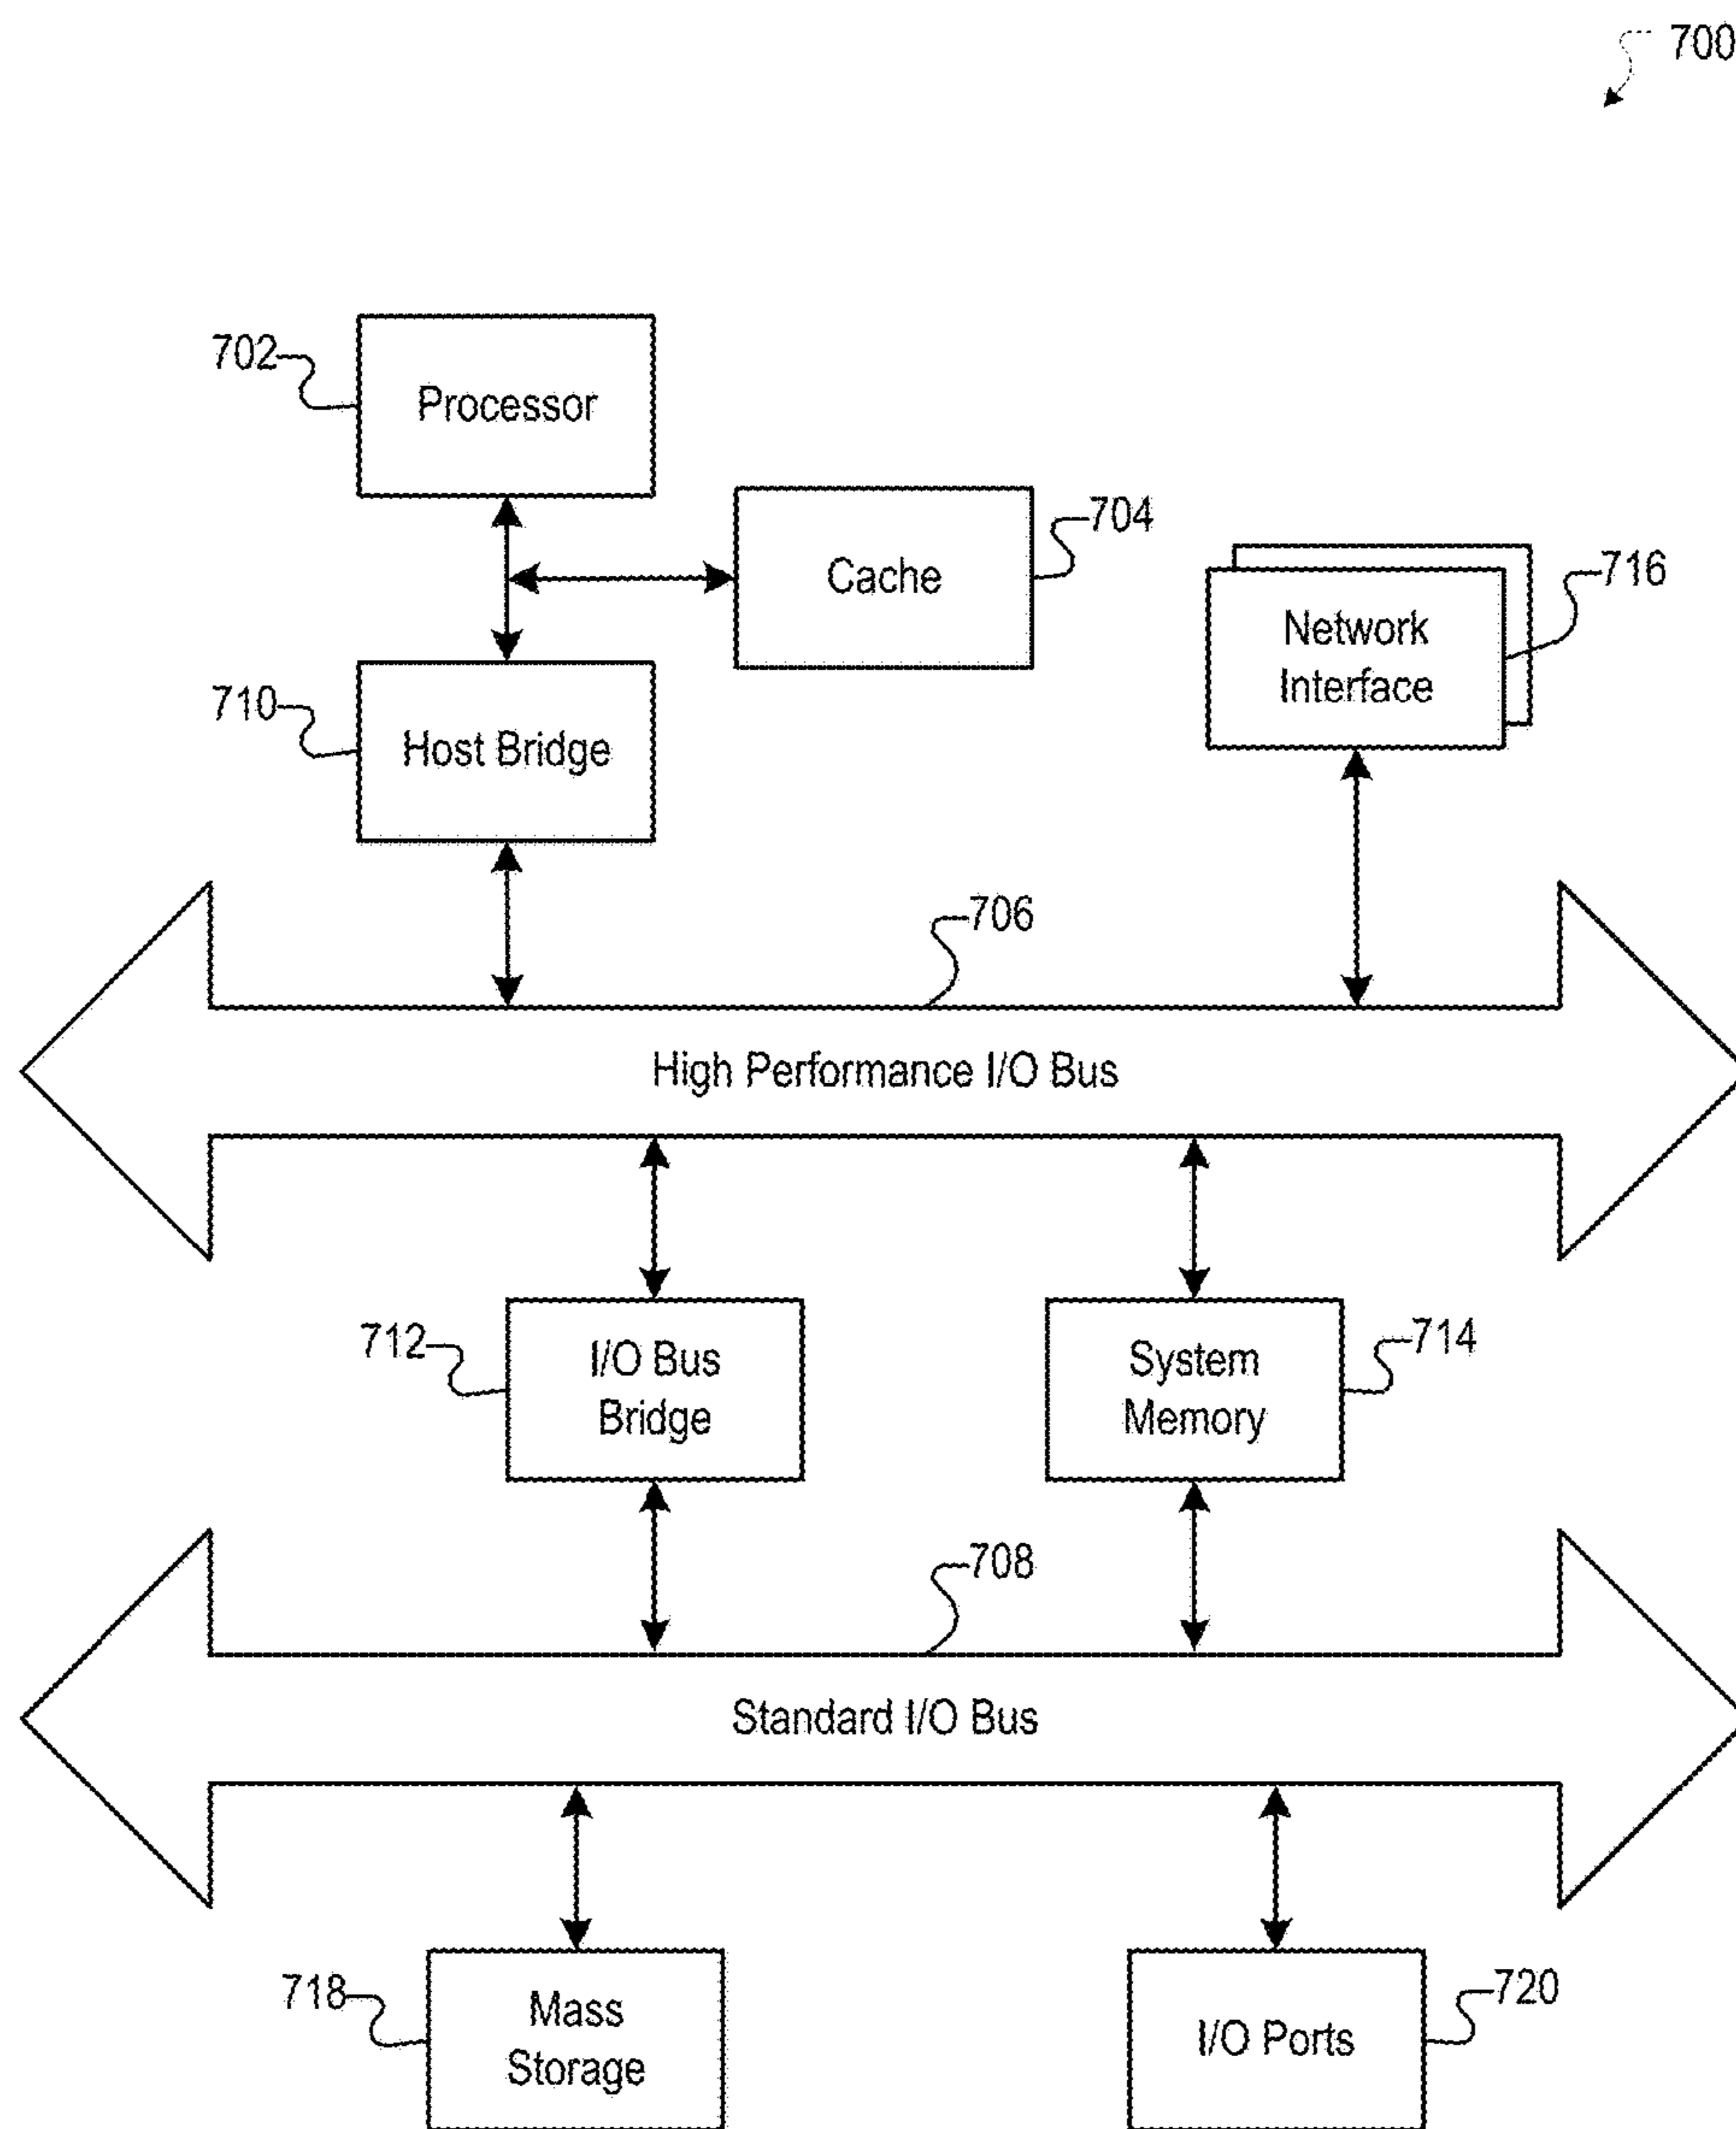 700
702
Processor
704
Cache
716
Network
Interface
710
Host Bridge
706
High Performance I/O Bus
712
I/O Bus
Bridge
714
System
Memory
708
Standard I/O Bus
718
Mass
Storage
720
I/O Ports